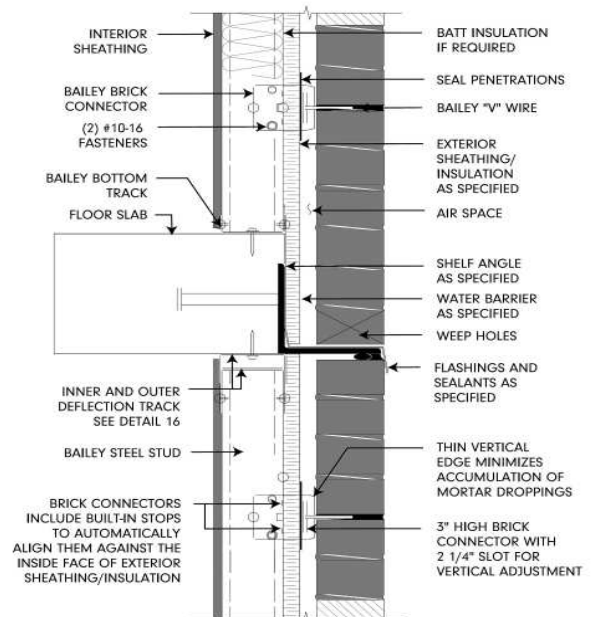 INTERIOR
SHEATHING
BAILEY BRICK
CONNECTOR
(2) #10-16
FASTENERS
BAILEY BOTTOM
TRACK
FLOOR SLAB
INNER AND OUTER
DEFLECTION TRACK
SEE DETAIL 16
BAILEY STEEL STUD
BRICK CONNECTORS
INCLUDE BUILT-IN STOPS
TO AUTOMATICALLY
ALIGN THEM AGAINST THE
INSIDE FACE OF EXTERIOR
SHEATHING/INSULATION
BATT INSULATION
IF REQUIRED
SEAL PENETRATIONS
BAILEY "V" WIRE
EXTERIOR
SHEATHING/
INSULATION
AS SPECIFIED
AIR SPACE
SHELF ANGLE
AS SPECIFIED
WATER BARRIER
AS SPECIFIED
WEEP HOLES
FLASHINGS AND
SEALANTS AS
SPECIFIED
THIN VERTICAL
EDGE MINIMIZES
ACCUMULATION OF
MORTAR DROPPINGS
3" HIGH BRICK
CONNECTOR WITH
2 1/4" SLOT FOR
VERTICAL ADJUSTMENT